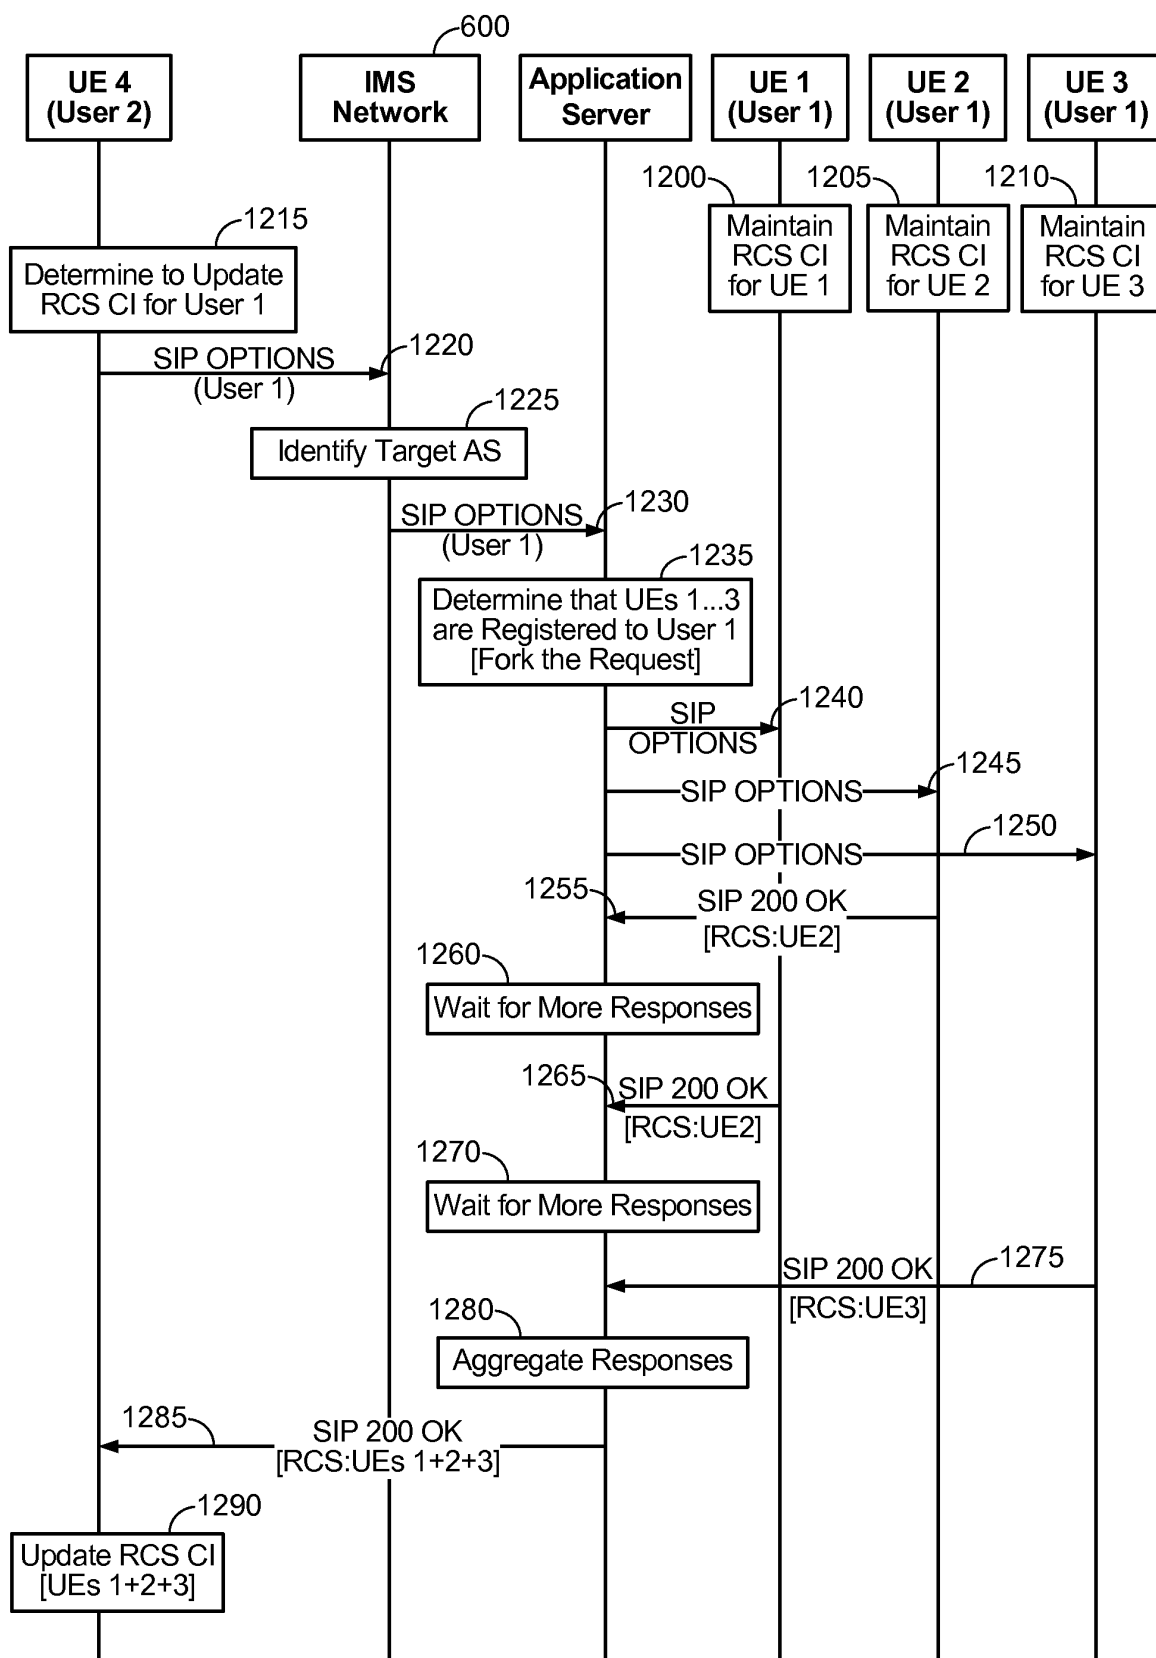 600
UE 4
(User 2)
IMS
Network
Application
Server
UE 1
(User 1)
UE 2
(User 1)
UE 3
(User 1)
1200
1205
1210
Maintain
RCS CI
for UE 1
Maintain
RCS CI
for UE 2
Maintain
RCS CI
for UE 3
1215
Determine to Update
RCS CI for User 1
SIP OPTIONS
(User 1)
1220
1225
Identify Target AS
SIP OPTIONS
(User 1)
1230
1235
Determine that UEs 1...3
are Registered to User 1
[Fork the Request]
SIP
OPTIONS
1240
SIP OPTIONS
1245
SIP OPTIONS
1250
1255
SIP 200 OK
[RCS:UE2]
1260
Wait for More Responses
1265
SIP 200 OK
[RCS:UE2]
1270
Wait for More Responses
SIP 200 OK
[RCS:UE3]
1275
1280
Aggregate Responses
1285
SIP 200 OK
[RCS:UEs 1+2+3]
1290
Update RCS CI
[UEs 1+2+3]